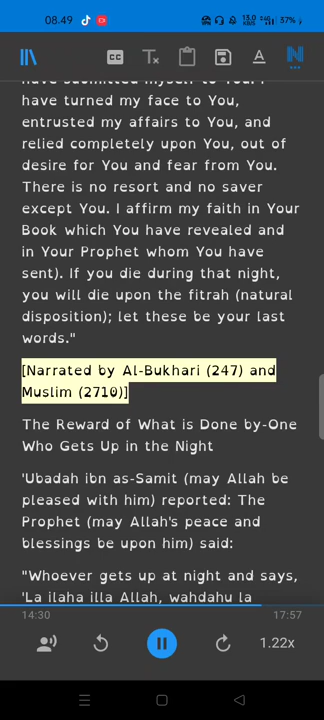 08.49
13.0 KB/S
37%
CC
have submitted myself to You. I
have turned my face to You,
entrusted my affairs to You, and
relied completely upon You, out of
desire for You and fear from You.
There is no resort and no saver
except You. I affirm my faith in Your
Book which You have revealed and
in Your Prophet whom You have
sent). If you die during that night,
you will die upon the fitrah (natural
disposition); let these be your last
words."
[Narrated by Al-Bukhari (247) and
Muslim (2710)]
The Reward of What is Done by-One
Who Gets Up in the Night
'Ubadah ibn as-Samit (may Allah be
pleased with him) reported: The
Prophet (may Allah's peace and
blessings be upon him) said:
"Whoever gets up at night and says,
'La ilaha illa Allah, wahdahu la
14:30
17:57
1.22x